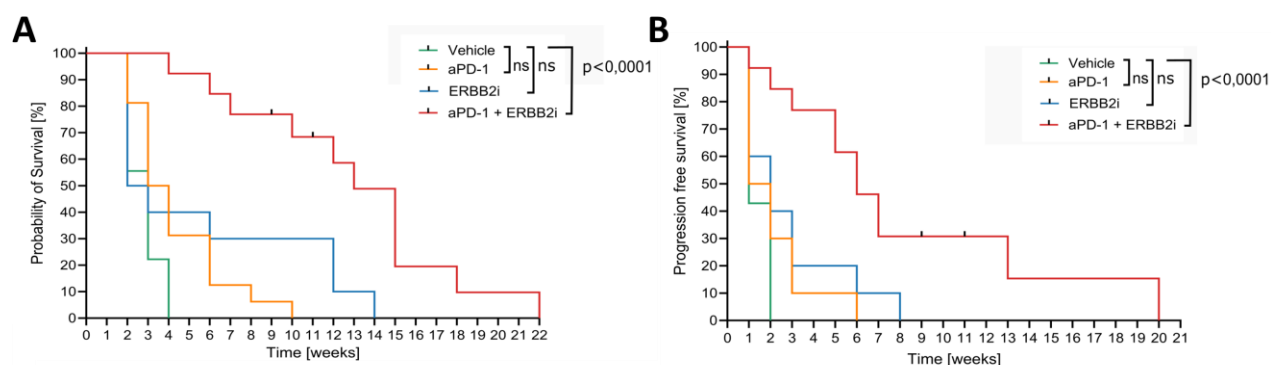 A
Probability of Survival [%]
100
90
80
70
60
50
40
30
20
10
0
0 1 2 3 4 5 6 7 8 9 10 11 12 13 14 15 16 17 18 19 20 21 22
Time [weeks]
Vehicle
aPD-1
ERBB2i
aPD-1 + ERBB2i
ns
ns
p<0,0001
B
Progression free survival [%]
100
90
80
70
60
50
40
30
20
10
0
0 1 2 3 4 5 6 7 8 9 10 11 12 13 14 15 16 17 18 19 20 21
Time [weeks]
Vehicle
aPD-1
ERBB2i
aPD-1 + ERBB2i
ns
ns
p<0,0001